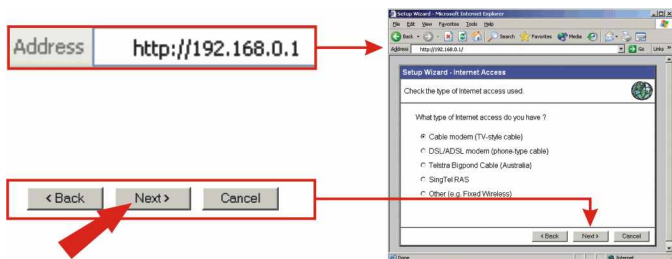 Address http://192.168.0.1
< Back Next > Cancel
Setup Wizard - Microsoft Internet Explorer
File Edit View Favorites Tools Help
Back Search Favorites Media
Address http://192.168.0.1/ Go Links »
Setup Wizard - Internet Access
Check the type of Internet access used.
What type of Internet access do you have ?
Cable modem (TV-style cable)
DSL/ADSL modem (phone-type cable)
Telstra Bigpond Cable (Australia)
SingTel RAS
Other (e.g. Fixed Wireless)
< Back Next > Cancel
Done Internet